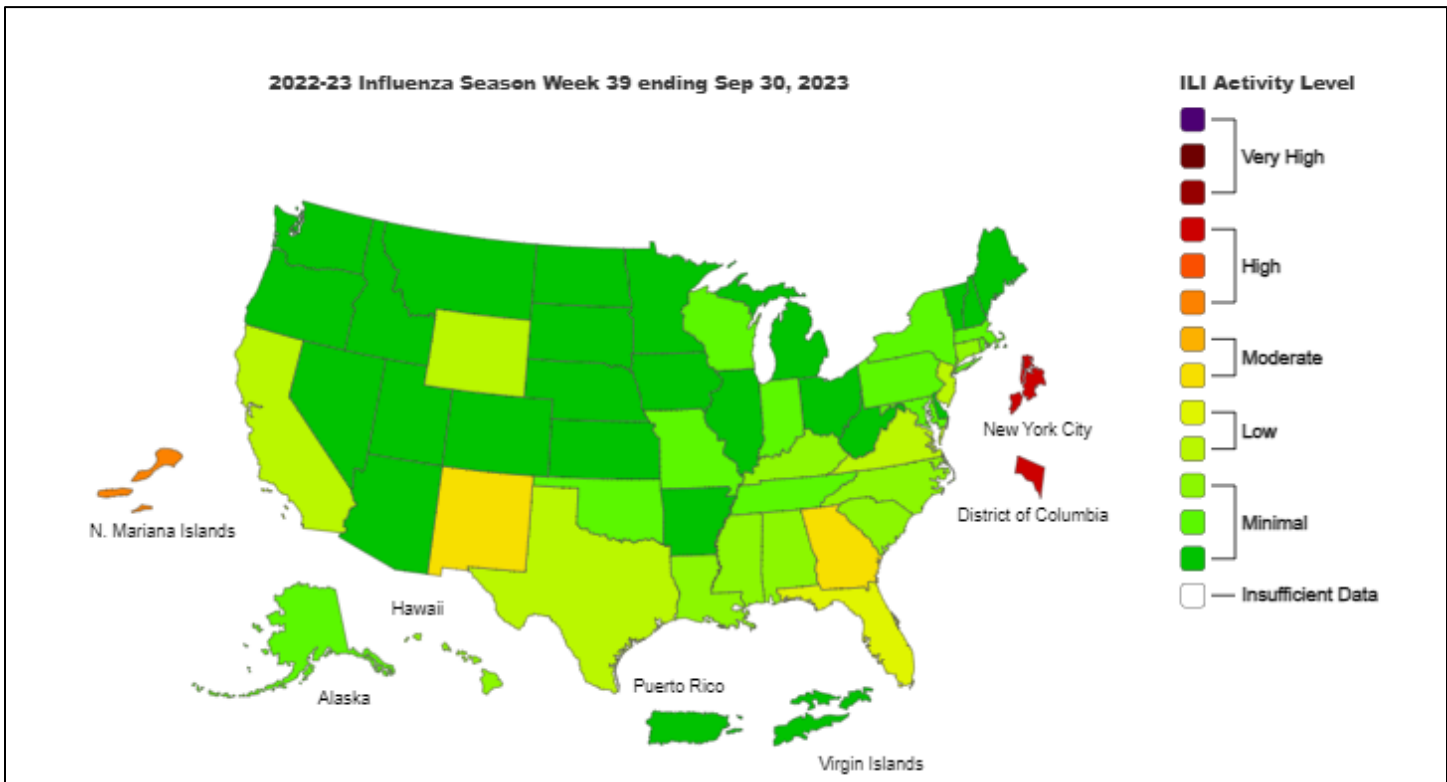 2022-23 Influenza Season Week 39 ending Sep 30, 2023
ILI Activity Level
Very High
High
Moderate
Low
Minimal
Insufficient Data
New York City
District of Columbia
N. Mariana Islands
Hawaii
Alaska
Puerto Rico
Virgin Islands